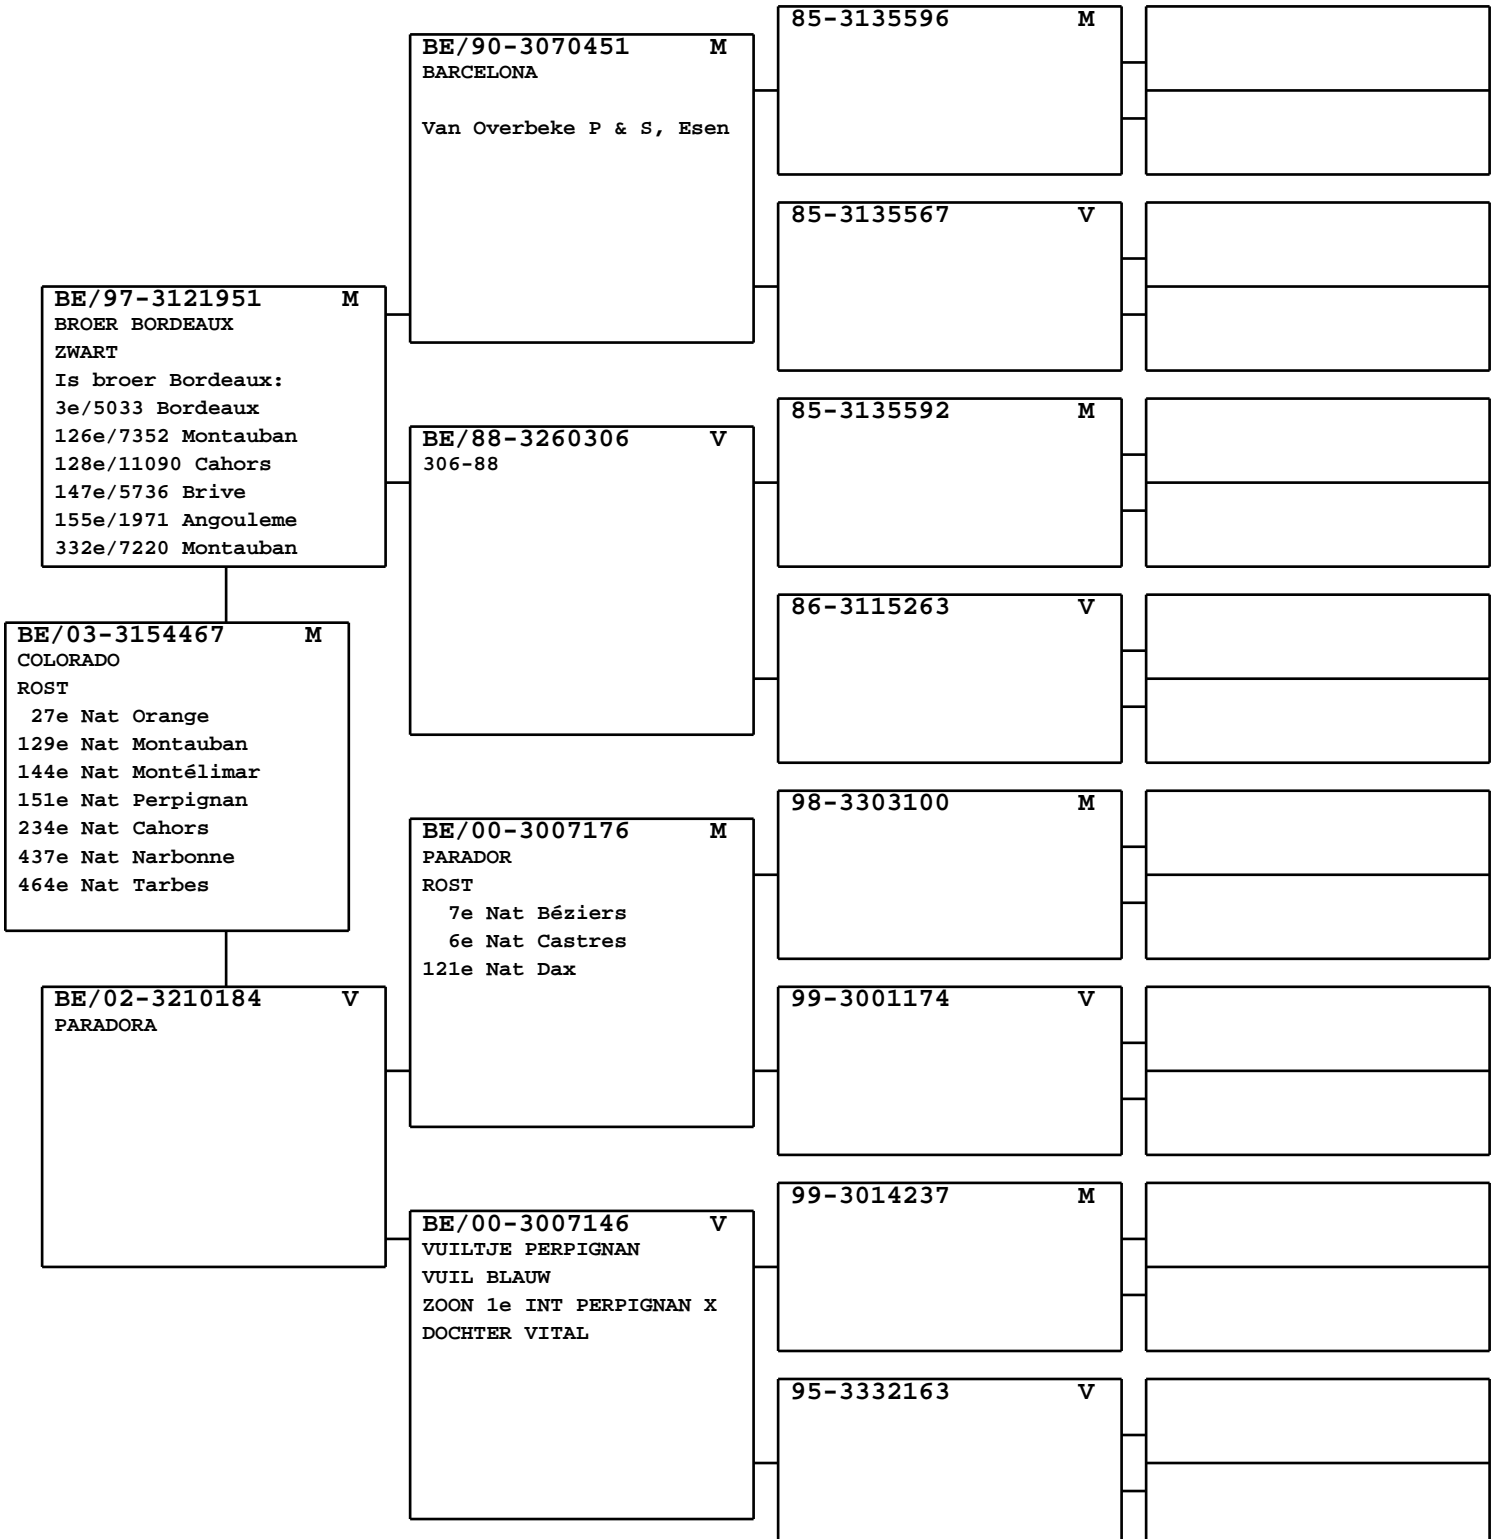 BE/97-3121951 M
BROER BORDEAUX
ZWART
Is broer Bordeaux:
3e/5033 Bordeaux
126e/7352 Montauban
128e/11090 Cahors
147e/5736 Brive
155e/1971 Angouleme
332e/7220 Montauban
BE/03-3154467 M
COLORADO
ROST
27e Nat Orange
129e Nat Montauban
144e Nat Montélimar
151e Nat Perpignan
234e Nat Cahors
437e Nat Narbonne
464e Nat Tarbes
BE/02-3210184 V
PARADORA
BE/90-3070451 M
BARCELONA
Van Overbeke P & S, Esen
BE/88-3260306 V
306-88
BE/00-3007176 M
PARADOR
ROST
7e Nat Béziers
6e Nat Castres
121e Nat Dax
BE/00-3007146 V
VUILTJE PERPIGNAN
VUIL BLAUW
ZOON 1e INT PERPIGNAN X
DOCHTER VITAL
85-3135596 M
85-3135567 V
85-3135592 M
86-3115263 V
98-3303100 M
99-3001174 V
99-3014237 M
95-3332163 V